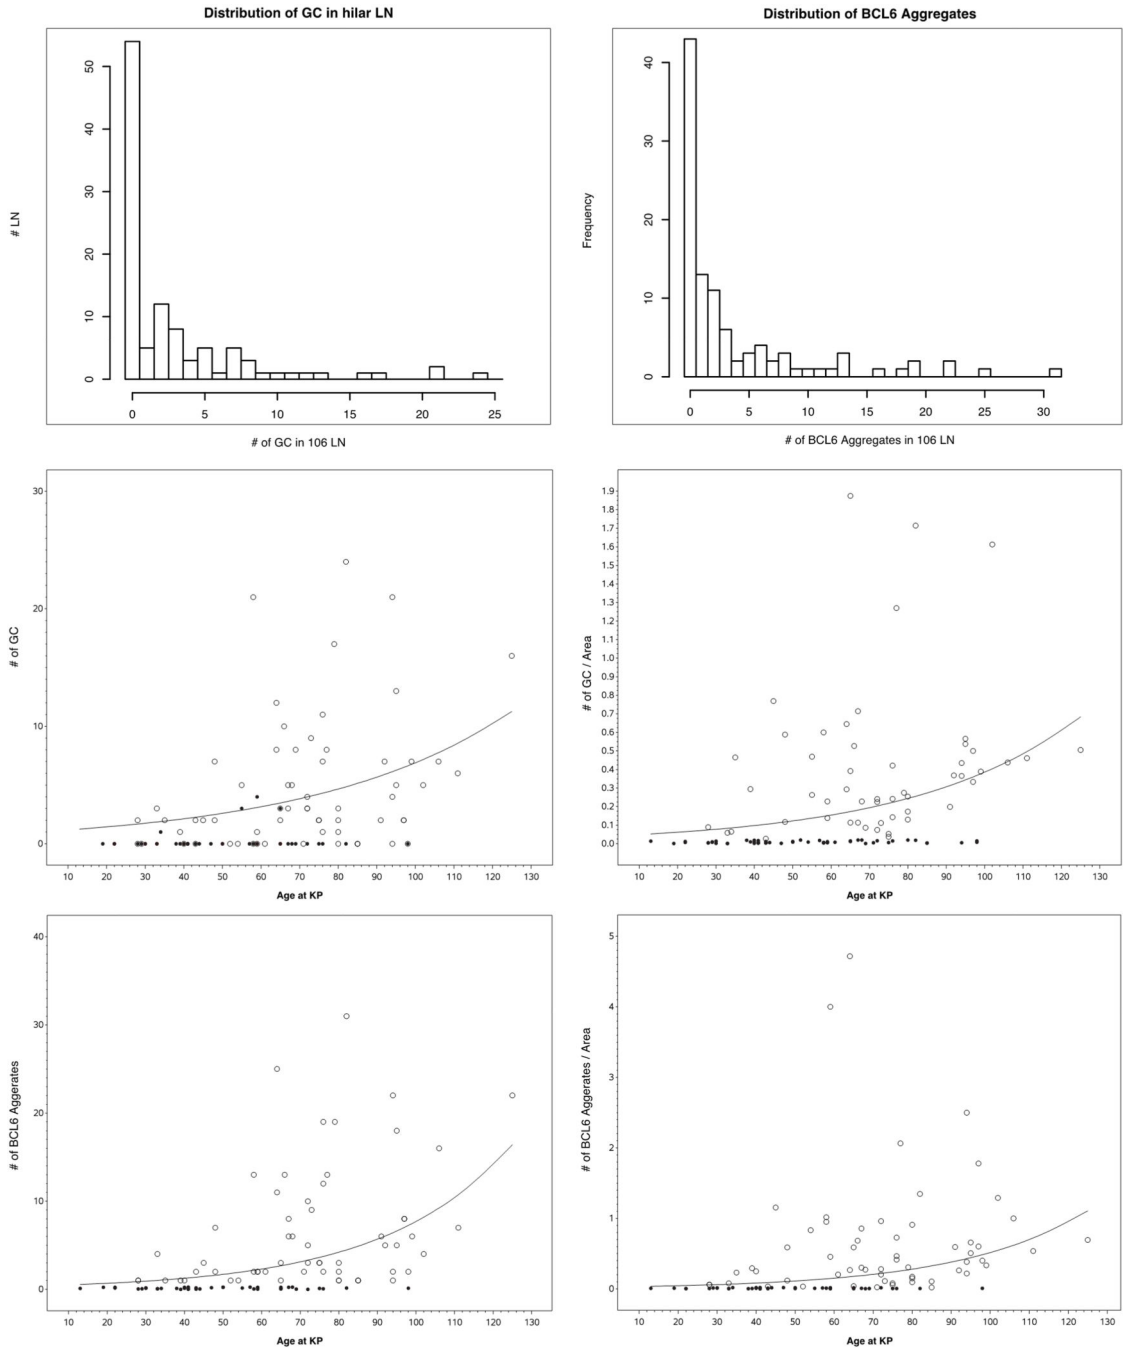 Distribution of GC in hilar LN
# LN
50
40
30
20
10
0
0 5 10 15 20 25
# of GC in 106 LN
Distribution of BCL6 Aggregates
Frequency
40
30
20
10
0
0 5 10 15 20 25 30
# of BCL6 Aggregates in 106 LN
# of GC
30
20
10
0
10 20 30 40 50 60 70 80 90 100 110 120 130
Age at KP
# of GC / Area
1.9
1.8
1.7
1.6
1.5
1.4
1.3
1.2
1.1
1.0
0.9
0.8
0.7
0.6
0.5
0.4
0.3
0.2
0.1
0.0
10 20 30 40 50 60 70 80 90 100 110 120 130
Age at KP
# of BCL6 Aggerates
40
30
20
10
0
10 20 30 40 50 60 70 80 90 100 110 120 130
Age at KP
# of BCL6 Aggerates / Area
5
4
3
2
1
0
10 20 30 40 50 60 70 80 90 100 110 120 130
Age at KP